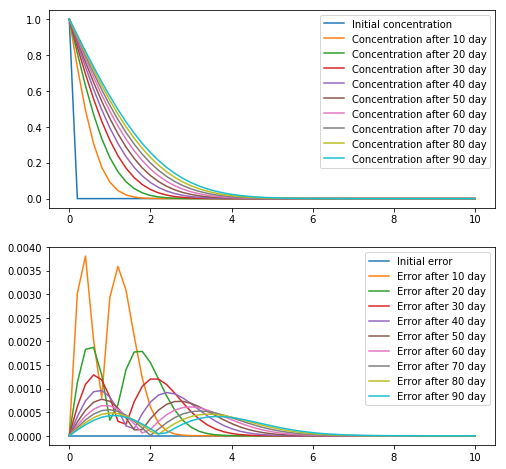 1.0
0.8
0.6
0.4
0.2
0.0
Initial concentration
Concentration after 10 day
Concentration after 20 day
Concentration after 30 day
Concentration after 40 day
Concentration after 50 day
Concentration after 60 day
Concentration after 70 day
Concentration after 80 day
Concentration after 90 day
0 2 4 6 8 10
0.0040
0.0035
0.0030
0.0025
0.0020
0.0015
0.0010
0.0005
0.0000
Initial error
Error after 10 day
Error after 20 day
Error after 30 day
Error after 40 day
Error after 50 day
Error after 60 day
Error after 70 day
Error after 80 day
Error after 90 day
0 2 4 6 8 10